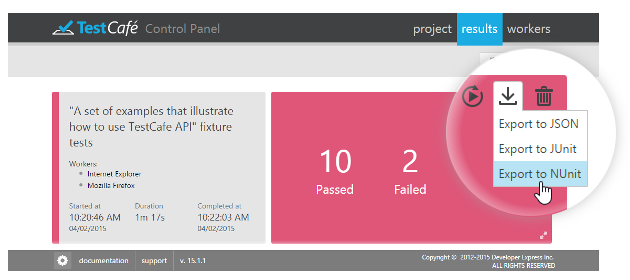 TestCafé Control Panel
project results workers
"A set of examples that illustrate
how to use TestCafe API" fixture
tests
Workers:
Internet Explorer
Mozilla Firefox
Started at Duration Completed at
10:20:46 AM 1m 17s 10:22:03 AM
04/02/2015 04/02/2015
10 2
Passed Failed
Export to JSON
Export to JUnit
Export to NUnit
documentation support v. 15.1.1
Copyright © 2012-2015 Developer Express Inc.
ALL RIGHTS RESERVED